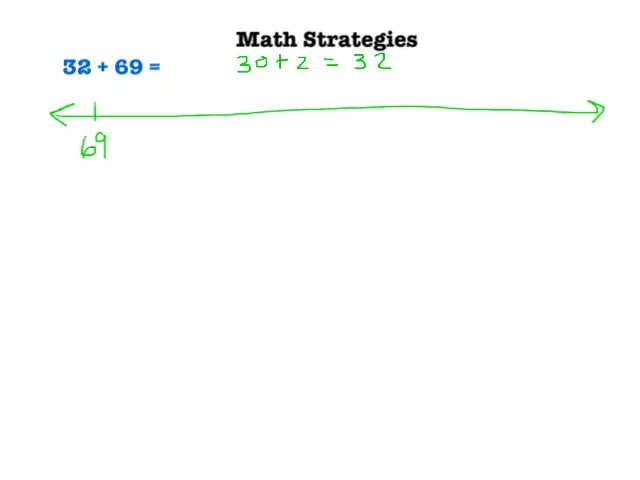 Math Strategies
32 + 69 =
30 + 2 = 32
69